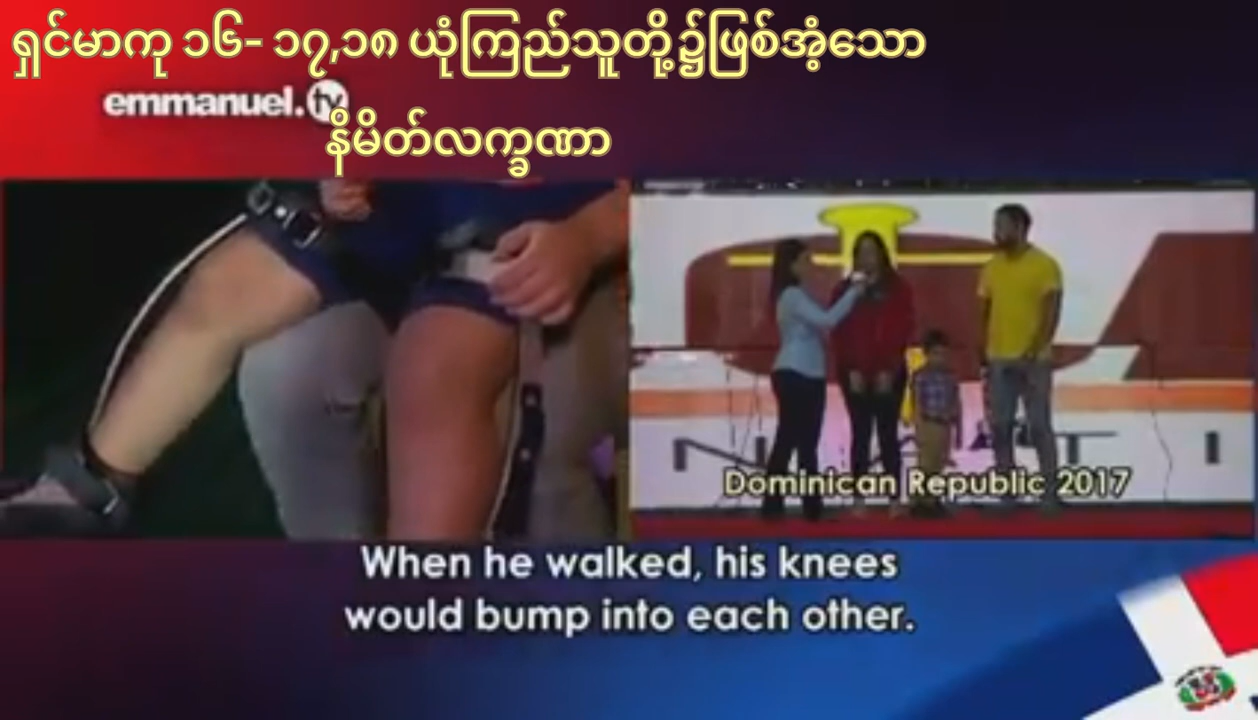 ရှင်မာကု ၁၆- ၁၇,၁၈ ယုံကြည်သူတို့၌ဖြစ်အံ့သော
emmanuel.tv
နိမိတ်လက္ခဏာ
Dominican Republic 2017
When he walked, his knees
would bump into each other.